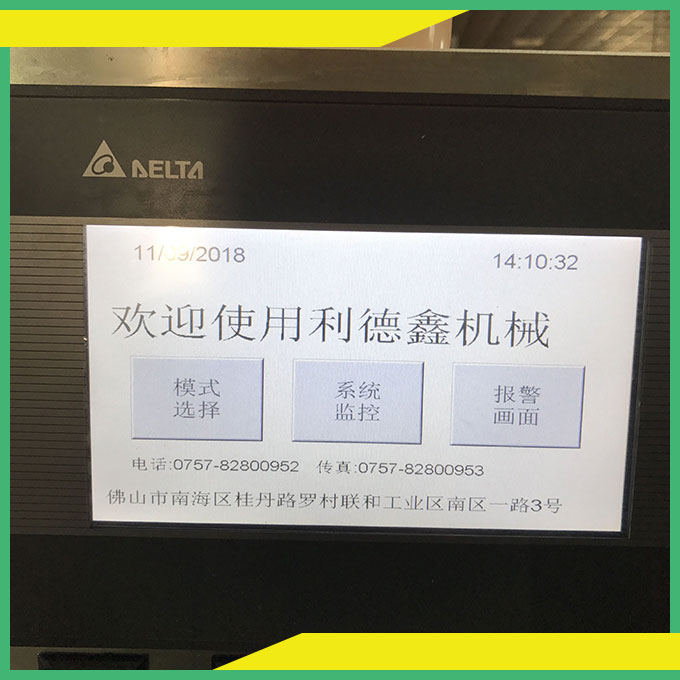 DELTA
11/09/2018
14:10:32
欢迎使用利德鑫机械
模式
选择
系统
监控
报警
画面
电话:0757-82800952 传真:0757-82800953
佛山市南海区桂丹路罗村联和工业区南区一路3号